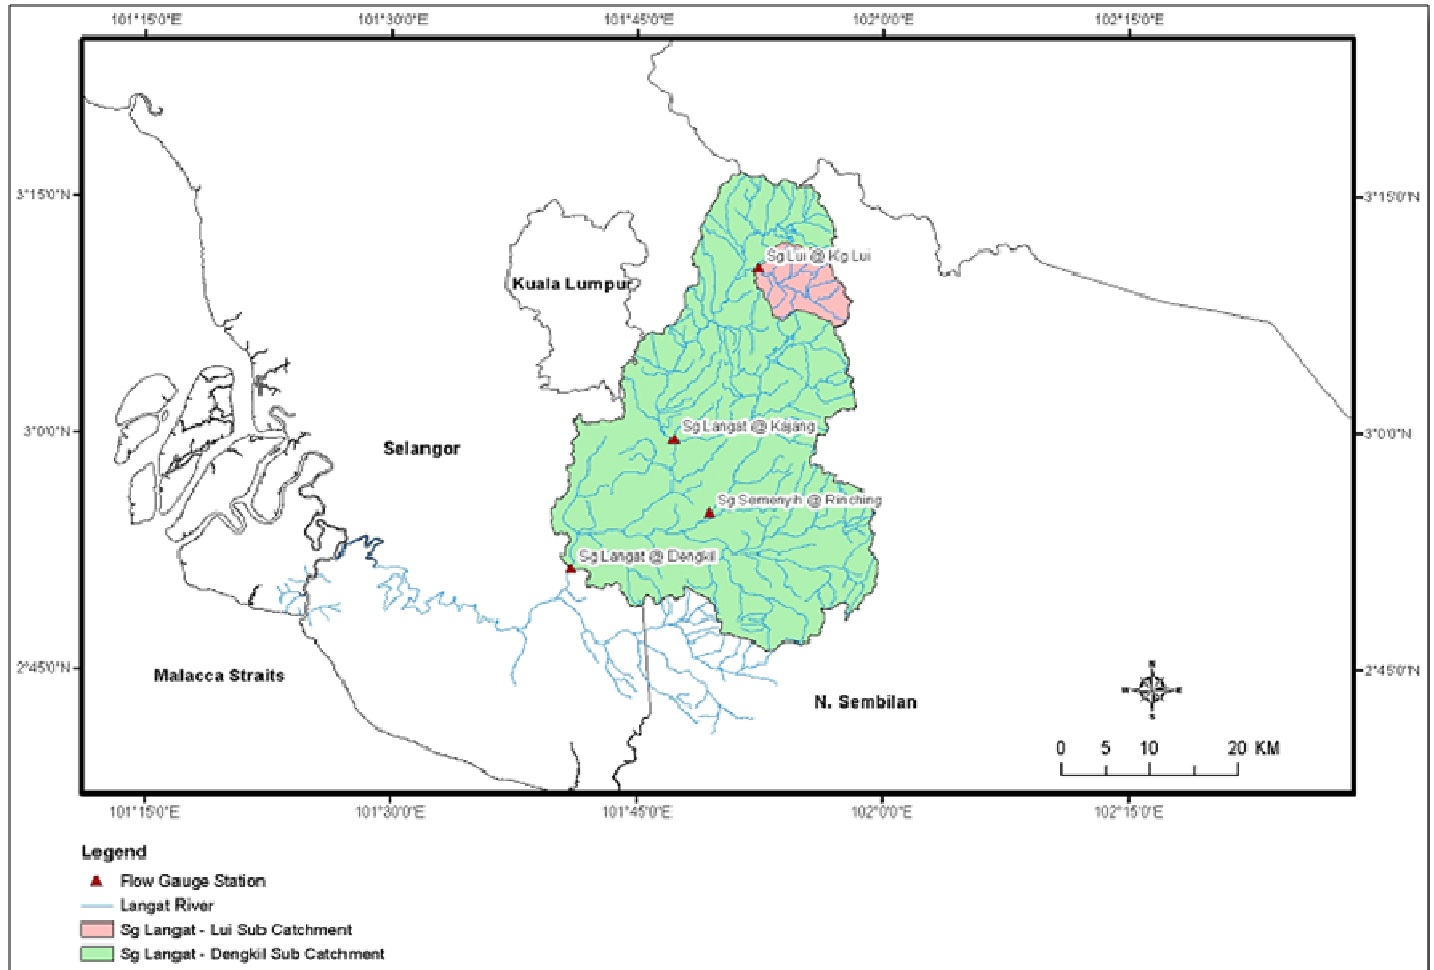 101°15'0"E 101°30'0"E 101°45'0"E 102°0'0"E 102°15'0"E
3°15'0"N 3°15'0"N
Sg Lui @ Kg Lui
Kuala Lumpur
Sg Langat @ Kajang
3°0'0"N 3°0'0"N
Selangor
Sg Semenyih @ Rinching
Sg Langat @ Dengkil
2°45'0"N 2°45'0"N
Malacca Straits
N
W E
S
N. Sembilan
0 5 10 20 KM
101°15'0"E 101°30'0"E 101°45'0"E 102°0'0"E 102°15'0"E
Legend
Flow Gauge Station
Langat River
Sg Langat - Lui Sub Catchment
Sg Langat - Dengkil Sub Catchment